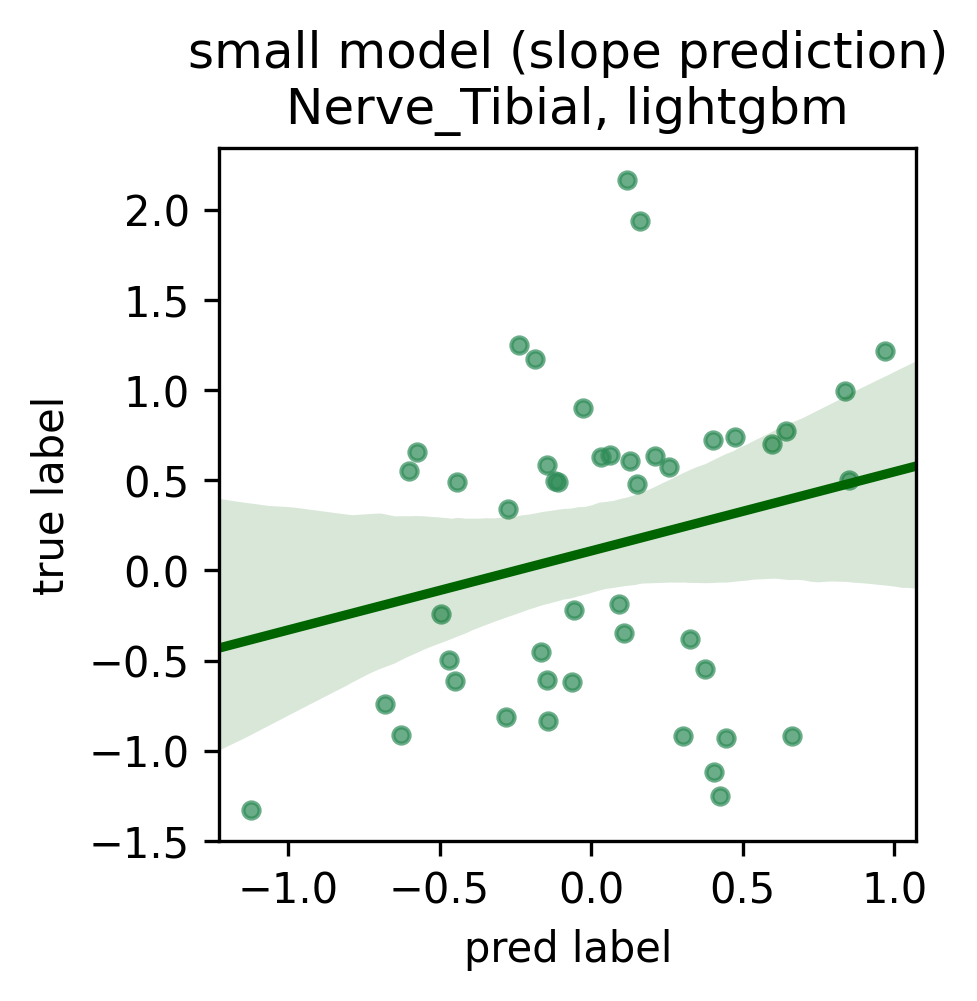 small model (slope prediction)
Nerve_Tibial, lightgbm
2.0
1.5
1.0
0.5
0.0
−0.5
−1.0
−1.5
true label
−1.0 −0.5 0.0 0.5 1.0
pred label